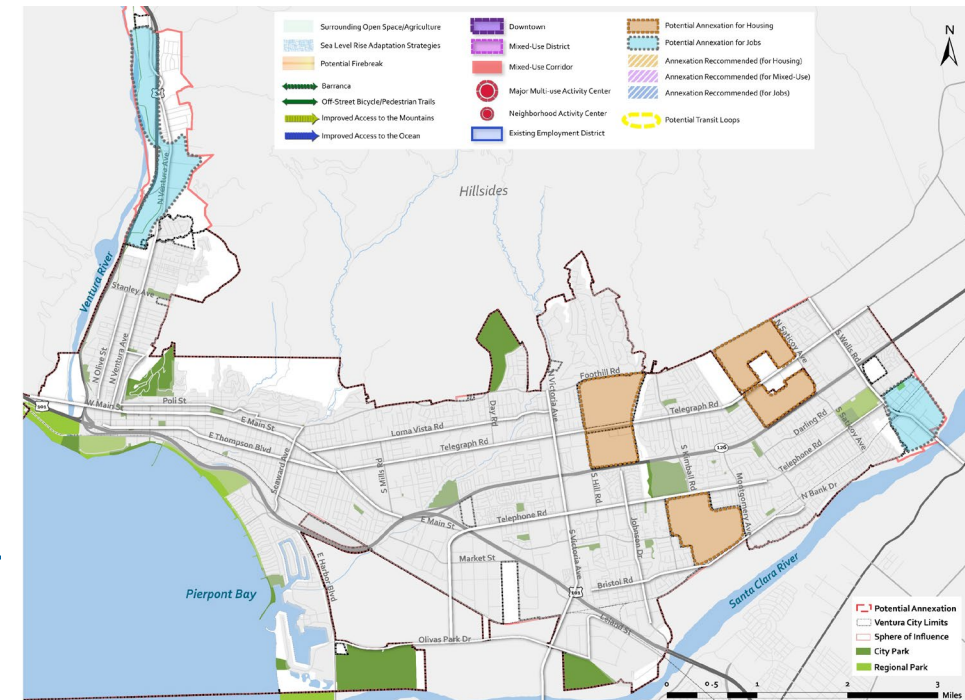 Surrounding Open Space/Agriculture
Sea Level Rise Adaptation Strategies
Potential Firebreak
Barranca
Off-Street Bicycle/Pedestrian Trails
Improved Access to the Mountains
Improved Access to the Ocean
Downtown
Mixed-Use District
Mixed-Use Corridor
Major Multi-use Activity Center
Neighborhood Activity Center
Existing Employment District
Potential Annexation for Housing
Potential Annexation for Jobs
Annexation Recommended (for Housing)
Annexation Recommended (for Mixed-Use)
Annexation Recommended (for Jobs)
Potential Transit Loops
N
N Ventura Ave
Hillsides
Ventura River
Stanley Ave
N Olive St
N Ventura Ave
101
W Main St
Poli St
E Main St
E Thompson Blvd
Seaward Ave
Loma Vista Rd
Telegraph Rd
Day Rd
S Mills Rd
N Victoria Ave
Foothill Rd
Telegraph Rd
N Saticoy Ave
S Wells Rd
Darling Rd
S Saticoy Ave
Telephone Rd
126
S Kimball Rd
Montgomery Ave
N Bank Dr
S Hill Rd
E Main St
Telephone Rd
Johnson Dr
S Victoria Ave
Market St
E Harbor Blvd
Bristol Rd
101
Leland St
Olivas Park Dr
Pierpont Bay
Santa Clara River
Potential Annexation
Ventura City Limits
Sphere of Influence
City Park
Regional Park
0 0.5 1 2 3
Miles